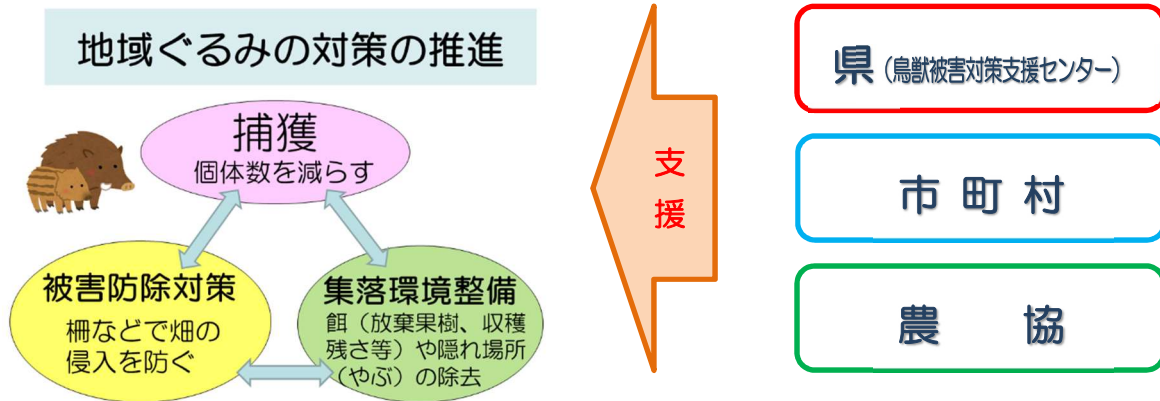 地域ぐるみの対策の推進
捕獲
個体数を減らす
被害防除対策
柵などで畑の
侵入を防ぐ
集落環境整備
餌（放棄果樹、収穫
残さ等）や隠れ場所
（やぶ）の除去
支
援
県（鳥獣被害対策支援センター）
市町村
農協